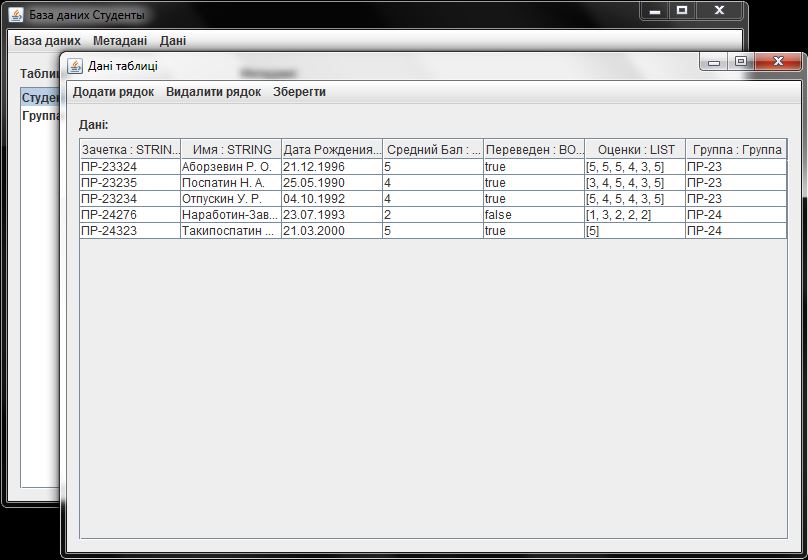 База даних Студенты
База даних Метадані Дані
Дані таблиці
Додати рядок Видалити рядок Зберегти
Дані:
Зачетка : STRIN... Имя : STRING Дата Рождения... Средний Бал : ... Переведен : BO... Оценки : LIST Группа : Группа
ПР-23324 Аборзевин Р. О. 21.12.1996 5 true [5, 5, 5, 4, 3, 5] ПР-23
ПР-23235 Поспатин Н. А. 25.05.1990 4 true [3, 4, 5, 4, 3, 5] ПР-23
ПР-23234 Отпускин У. Р. 04.10.1992 4 true [5, 4, 5, 4, 3, 5] ПР-23
ПР-24276 Наработин-Зав... 23.07.1993 2 false [1, 3, 2, 2, 2] ПР-24
ПР-24323 Такипоспатин ... 21.03.2000 5 true [5] ПР-24
Группа